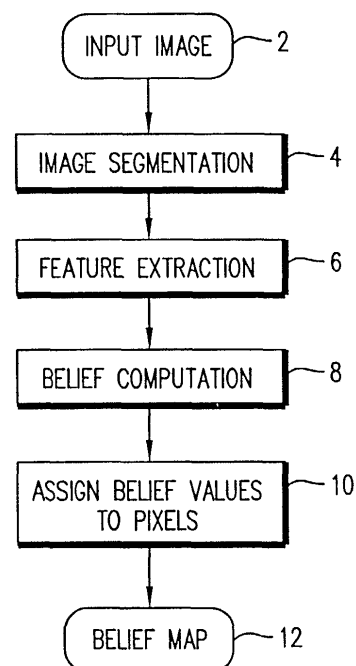 INPUT IMAGE 2
IMAGE SEGMENTATION 4
FEATURE EXTRACTION 6
BELIEF COMPUTATION 8
ASSIGN BELIEF VALUES 10
TO PIXELS
BELIEF MAP 12